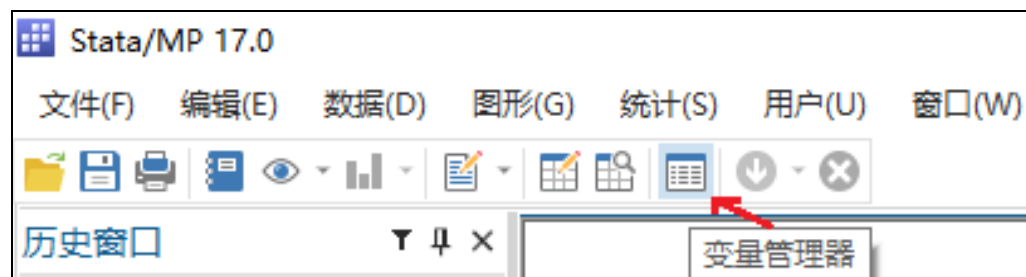 Stata/MP 17.0
文件(F) 编辑(E) 数据(D) 图形(G) 统计(S) 用户(U) 窗口(W)
历史窗口
变量管理器